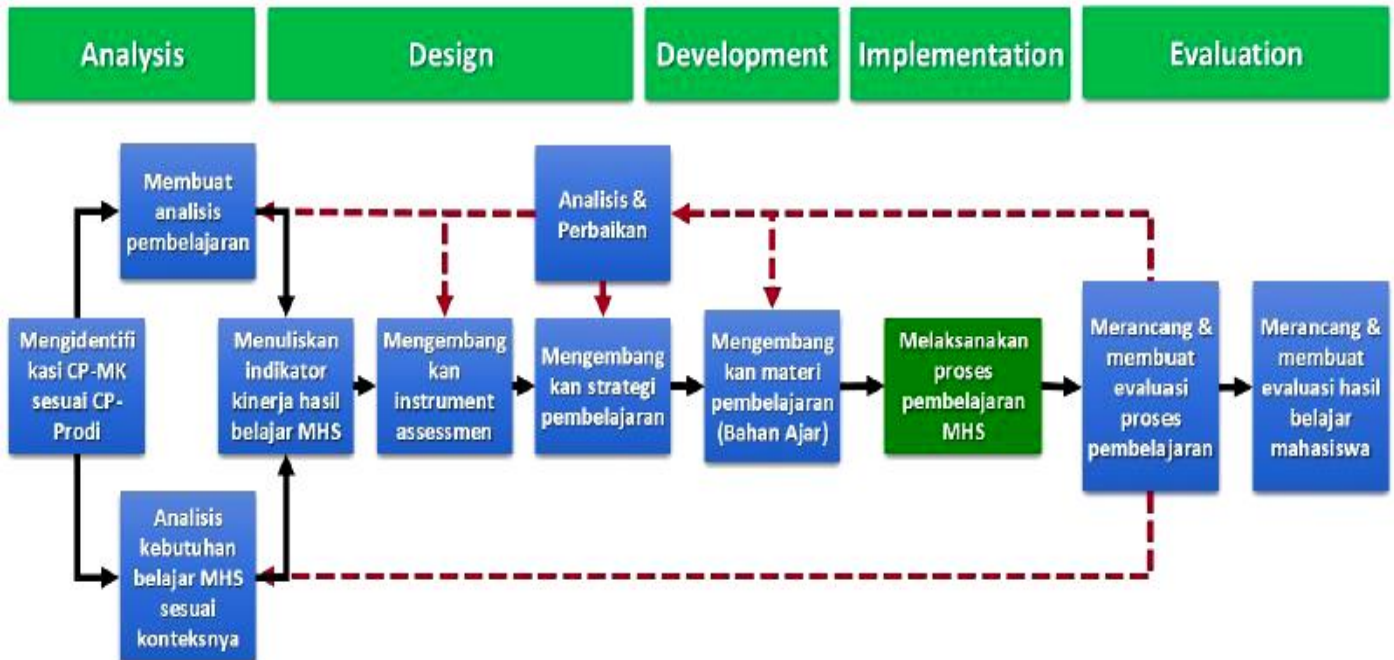 Analysis
Design
Development
Implementation
Evaluation
Membuat
analisis
pembelajaran
Analisis &
Perbaikan
Mengidentifi
kasi CP-MK
sesuai CP-
Prodi
Menuliskan
indikator
kinerja hasil
belajar MHS
Mengembang
kan
instrument
assessmen
Mengembang
kan strategi
pembelajaran
Mengembang
kan materi
pembelajaran
(Bahan Ajar)
Melaksanakan
proses
pembelajaran
MHS
Merancang &
membuat
evaluasi
proses
pembelajaran
Merancang &
membuat
evaluasi hasil
belajar
mahasiswa
Analisis
kebutuhan
belajar MHS
sesuai
konteksnya